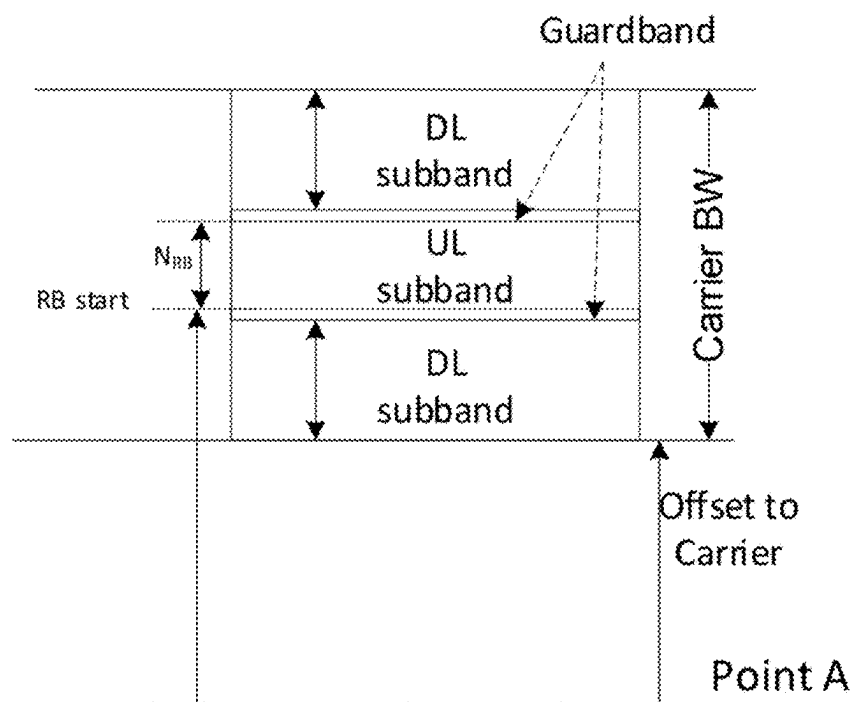 Guardband
DL
subband
UL
subband
N_RB
RB start
DL
subband
Carrier BW
Offset to
Carrier
Point A